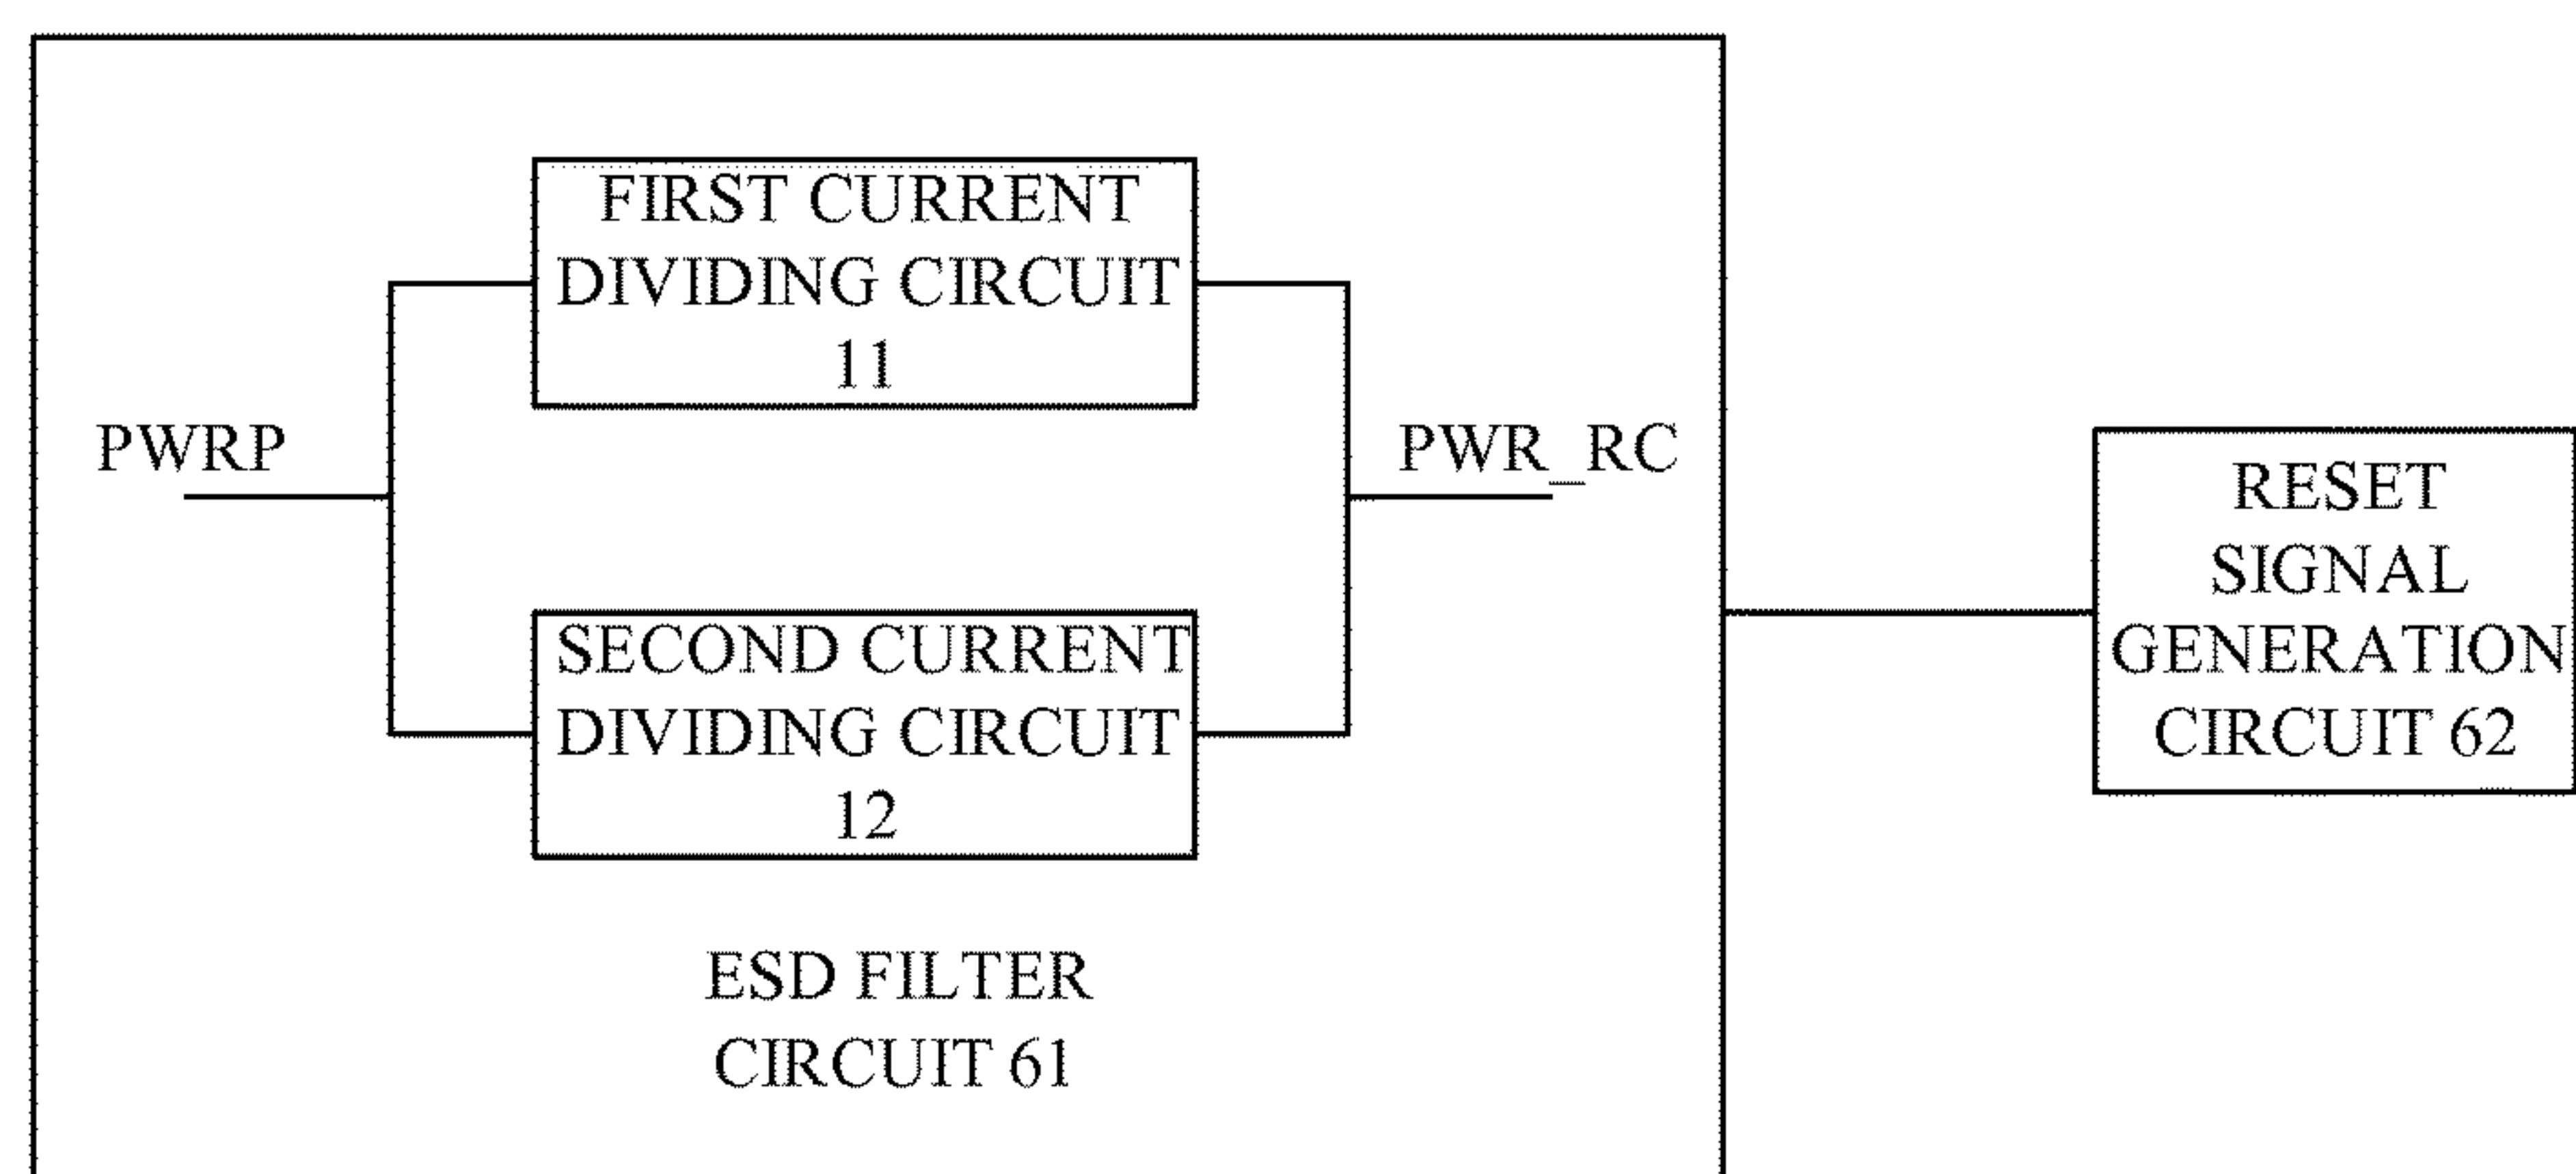 FIRST CURRENT
DIVIDING CIRCUIT
11
PWRP
PWR_RC
SECOND CURRENT
DIVIDING CIRCUIT
12
ESD FILTER
CIRCUIT 61
RESET
SIGNAL
GENERATION
CIRCUIT 62